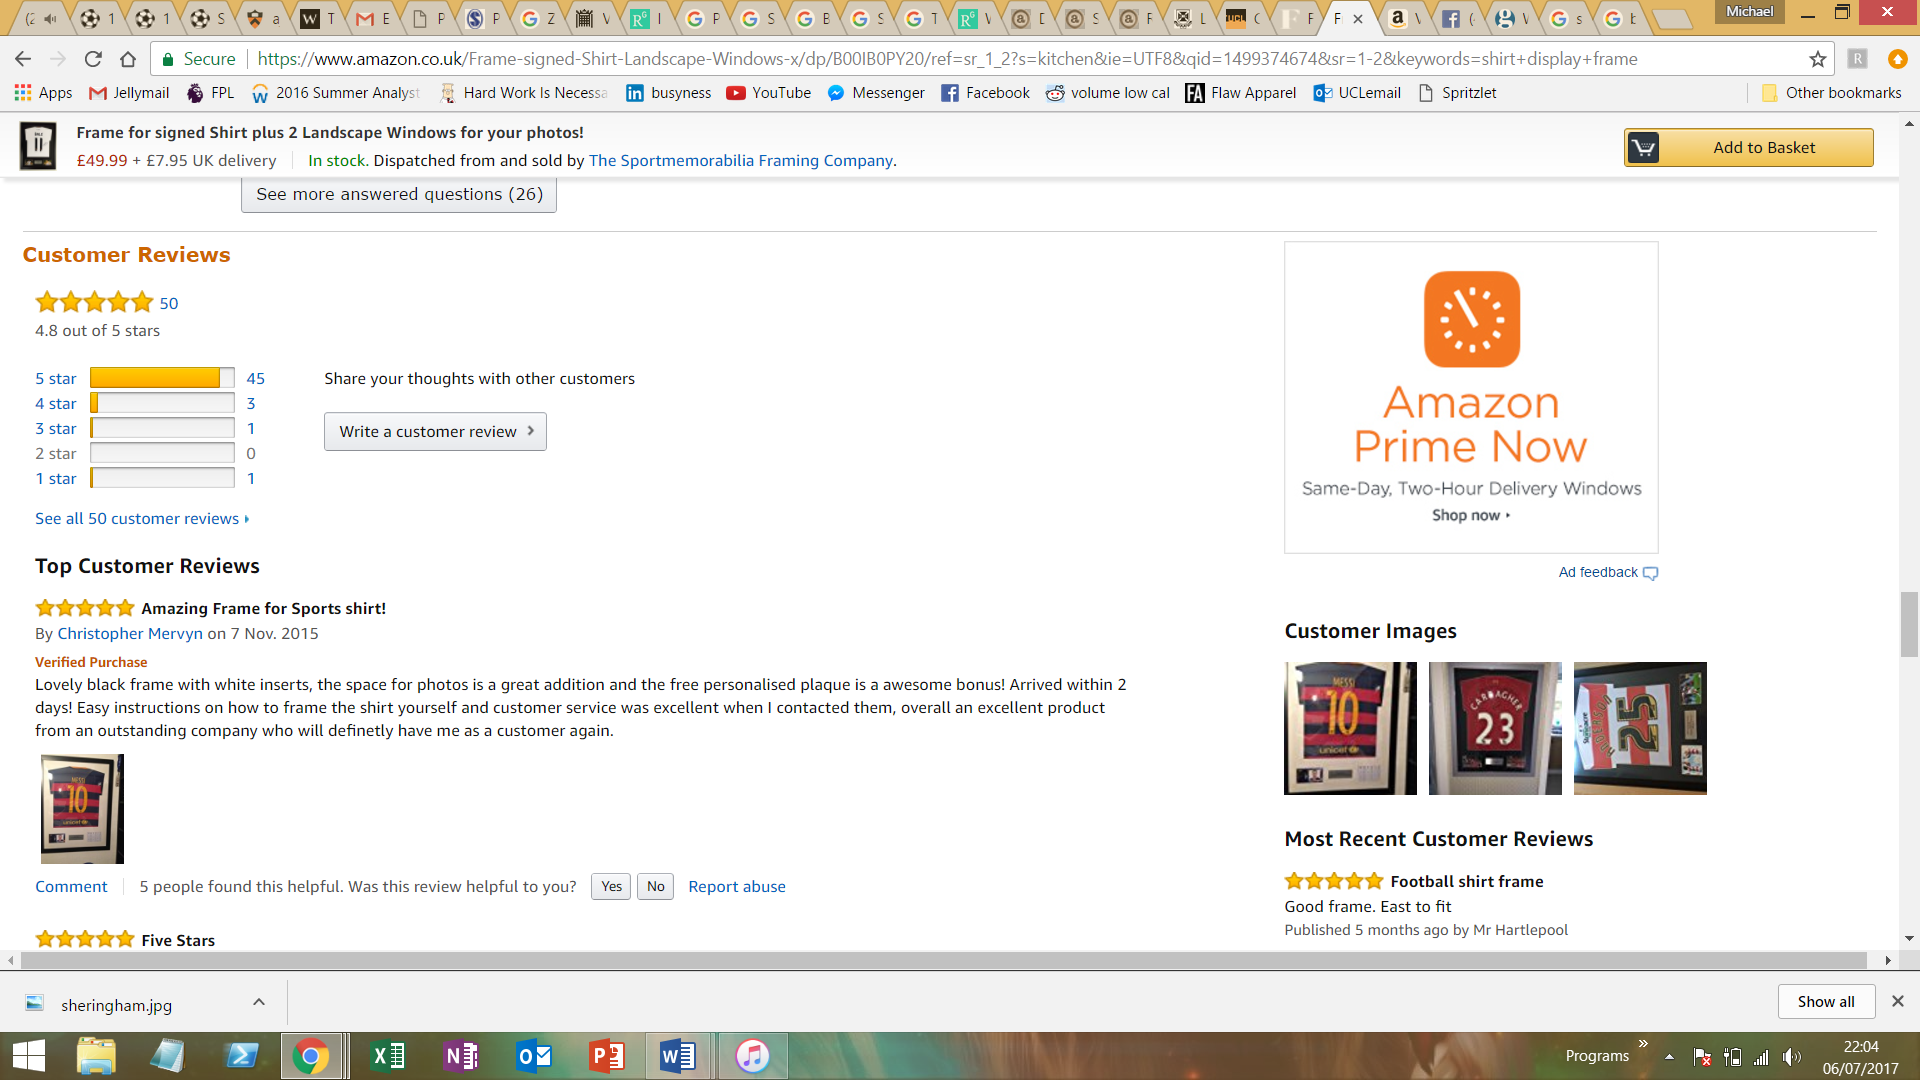 Michael
Secure
https://www.amazon.co.uk/Frame-signed-Shirt-Landscape-Windows-x/dp/B00IB0PY20/ref=sr_1_2?s=kitchen&ie=UTF8&qid=1499374674&sr=1-2&keywords=shirt+display+frame
Apps Jellymail FPL 2016 Summer Analyst Hard Work Is Necessa busyness YouTube Messenger Facebook volume low cal Flaw Apparel UCLemail Spritzlet Other bookmarks
Frame for signed Shirt plus 2 Landscape Windows for your photos!
£49.99 + £7.95 UK delivery In stock. Dispatched from and sold by The Sportmemorabilia Framing Company.
Add to Basket
See more answered questions (26)
Customer Reviews
50
4.8 out of 5 stars
5 star 45
4 star 3
3 star 1
2 star 0
1 star 1
Share your thoughts with other customers
Write a customer review
See all 50 customer reviews
Top Customer Reviews
Amazing Frame for Sports shirt!
By Christopher Mervyn on 7 Nov. 2015
Verified Purchase
Lovely black frame with white inserts, the space for photos is a great addition and the free personalised plaque is a awesome bonus! Arrived within 2
days! Easy instructions on how to frame the shirt yourself and customer service was excellent when I contacted them, overall an excellent product
from an outstanding company who will definetly have me as a customer again.
MESSI
10
Comment 5 people found this helpful. Was this review helpful to you? Yes No Report abuse
Five Stars
Amazon
Prime Now
Same-Day, Two-Hour Delivery Windows
Shop now
Ad feedback
Customer Images
MESSI
10
unicef
CARRAGHER
23
ANDERSON
25
Most Recent Customer Reviews
Football shirt frame
Good frame. East to fit
Published 5 months ago by Mr Hartlepool
sheringham.jpg
Show all
Programs
22:04
06/07/2017